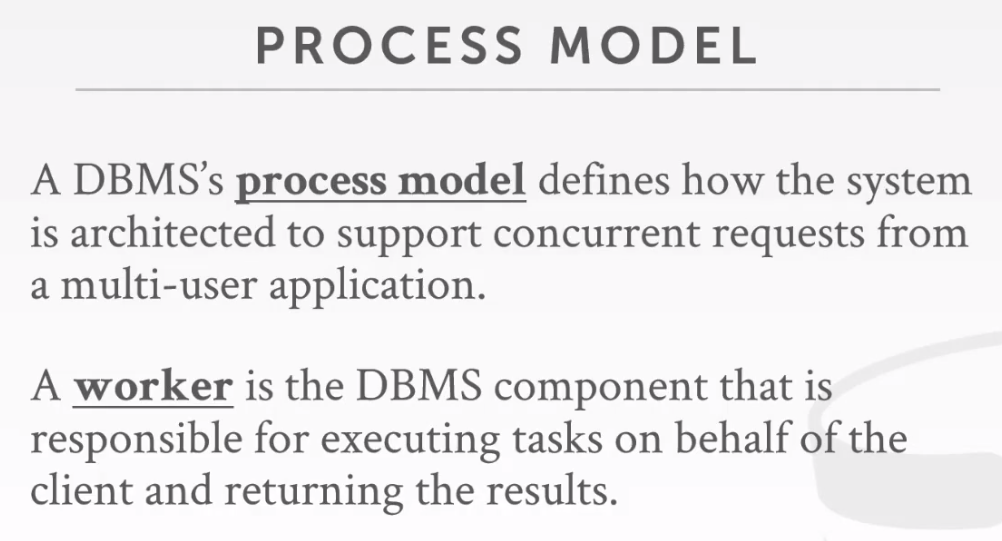 PROCESS MODEL
A DBMS’s process model defines how the system
is architected to support concurrent requests from
a multi-user application.
A worker is the DBMS component that is
responsible for executing tasks on behalf of the
client and returning the results.